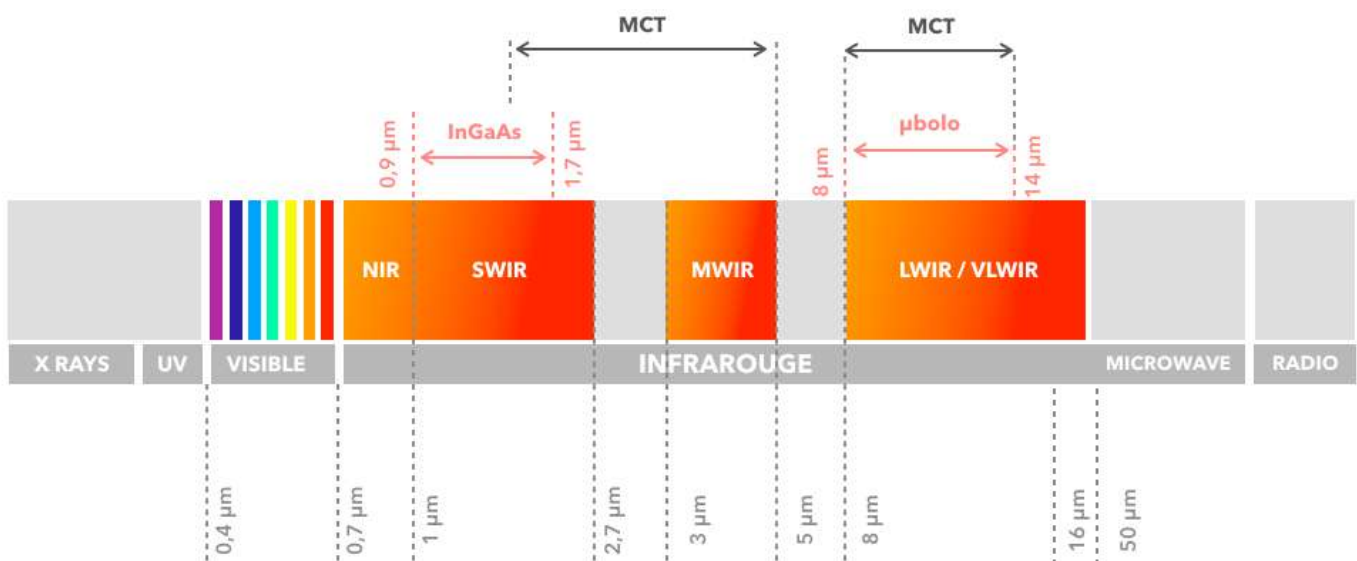 MCT
MCT
InGaAs
µbolo
0,9 µm
1,7 µm
8 µm
14 µm
NIR
SWIR
MWIR
LWIR / VLWIR
X RAYS
UV
VISIBLE
INFRAROUGE
MICROWAVE
RADIO
0,4 µm
0,7 µm
1 µm
2,7 µm
3 µm
5 µm
8 µm
16 µm
50 µm